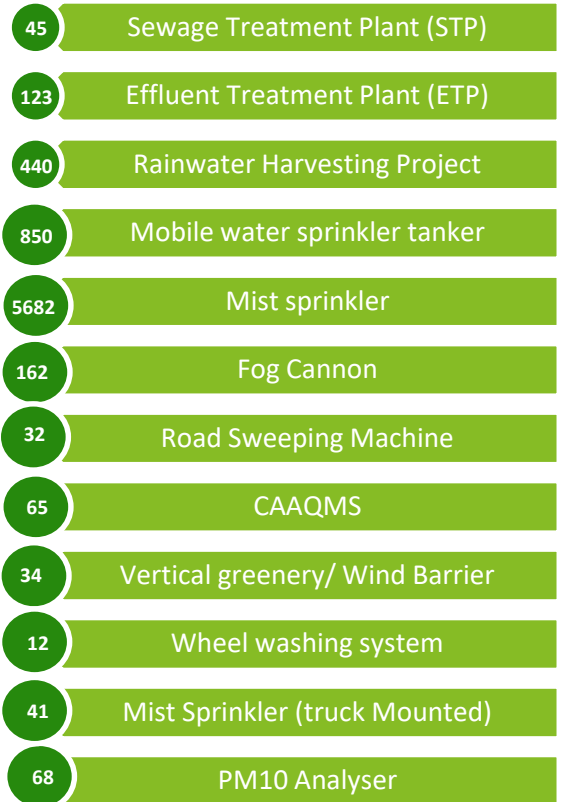 45 Sewage Treatment Plant (STP)
123 Effluent Treatment Plant (ETP)
440 Rainwater Harvesting Project
850 Mobile water sprinkler tanker
5682 Mist sprinkler
162 Fog Cannon
32 Road Sweeping Machine
65 CAAQMS
34 Vertical greenery/ Wind Barrier
12 Wheel washing system
41 Mist Sprinkler (truck Mounted)
68 PM10 Analyser